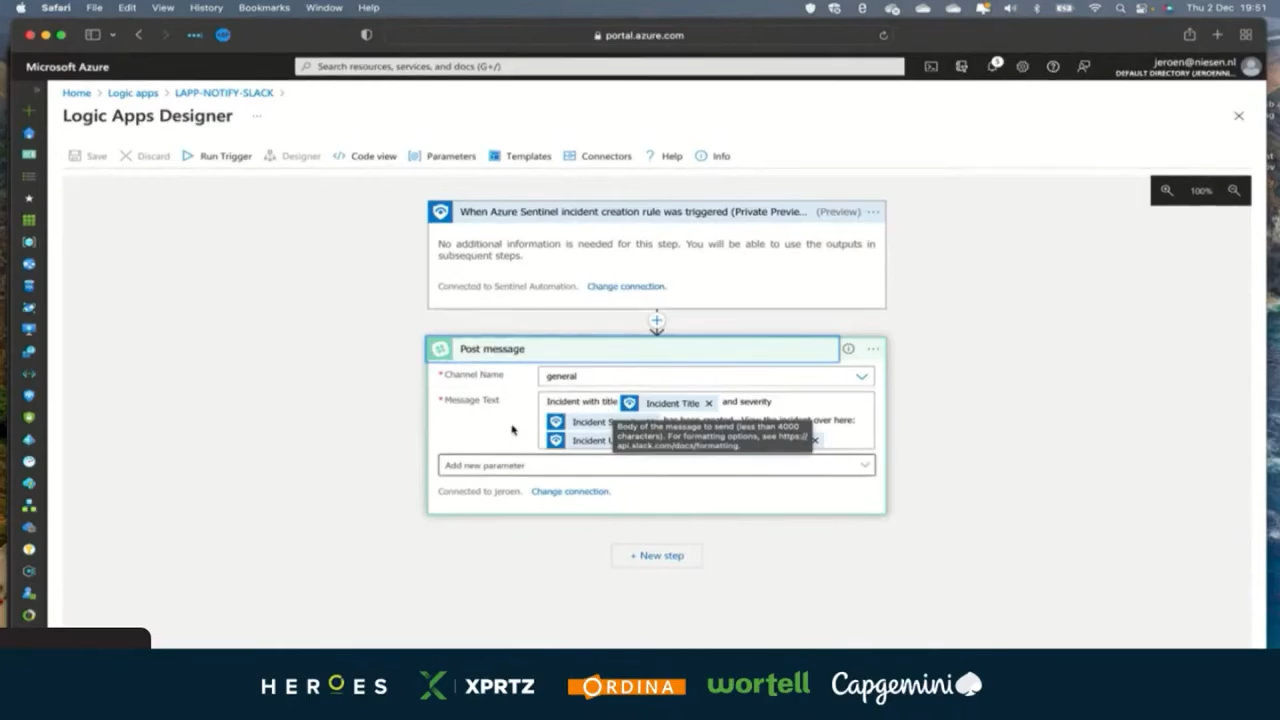 Safari File Edit View History Bookmarks Window Help Thu 2 Dec 19:51
portal.azure.com
Microsoft Azure Search resources, services, and docs (G+/) 5 jeroen@niesen.nl
DEFAULT DIRECTORY (JEROENNI...
Home > Logic apps > LAPP-NOTIFY-SLACK >
Logic Apps Designer ...
Save Discard Run Trigger Designer Code view Parameters Templates Connectors Help Info
100%
When Azure Sentinel incident creation rule was triggered (Private Previe... (Preview) ...
No additional information is needed for this step. You will be able to use the outputs in
subsequent steps.
Connected to Sentinel Automation. Change connection.
Post message ...
* Channel Name general
* Message Text Incident with title Incident Title × and severity
Incident over here:
Incident
Body of the message to send (less than 4000
characters). For formatting options, see https://
api.slack.com/docs/formatting.
Add new parameter
Connected to jeroen. Change connection.
+ New step
HEROES XPRTZ ORDINA wortell Capgemini